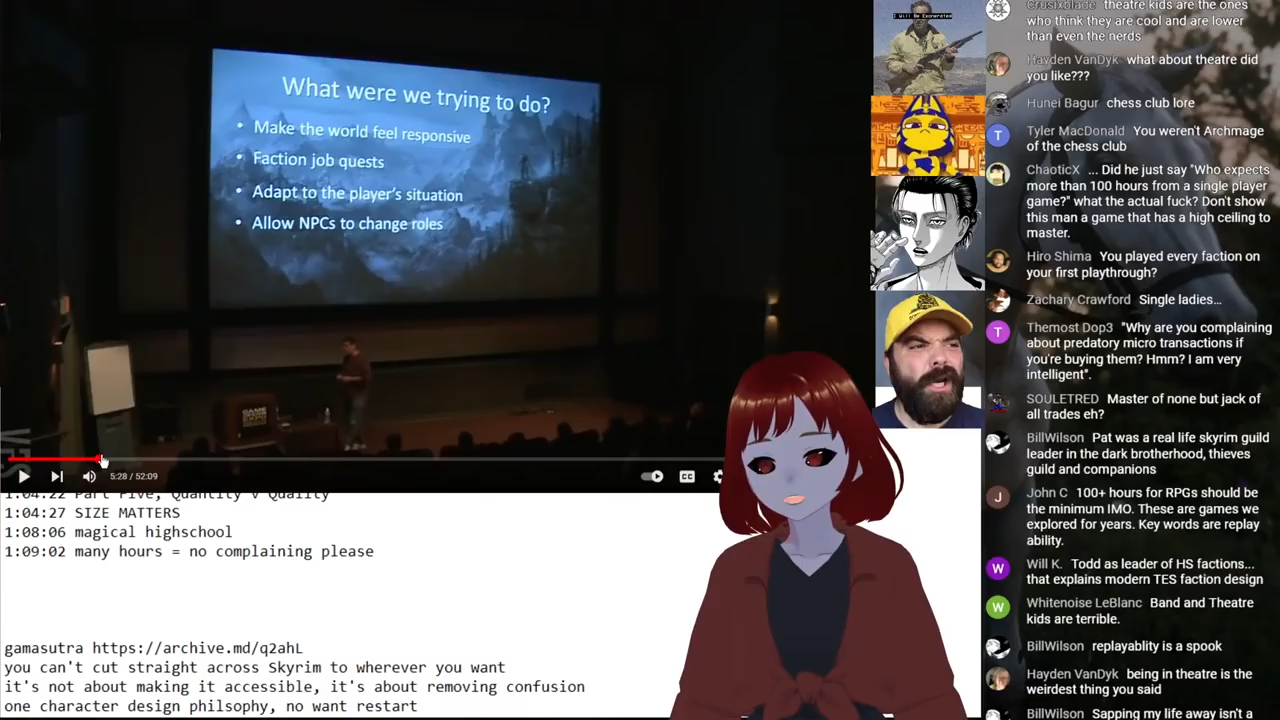 What were we trying to do?
• Make the world feel responsive
• Faction job quests
• Adapt to the player's situation
• Allow NPCs to change roles
GAME
5:28 / 52:09
CC
1:04:22 Part Five, Quantity v Quality
1:04:27 SIZE MATTERS
1:08:06 magical highschool
1:09:02 many hours = no complaining please
gamasutra https://archive.md/q2ahL
you can't cut straight across Skyrim to wherever you want
it's not about making it accessible, it's about removing confusion
one character design philsophy, no want restart
I Will Be Exonerated
Crusixblade theatre kids are the ones
who think they are cool and are lower
than even the nerds
Hayden VanDyk what about theatre did
you like???
Hunei Bagur chess club lore
T
Tyler MacDonald You weren't Archmage
of the chess club
ChaoticX ... Did he just say "Who expects
more than 100 hours from a single player
game?" what the actual fuck? Don't show
this man a game that has a high ceiling to
master.
Hiro Shima You played every faction on
your first playthrough?
Zachary Crawford Single ladies...
T
Themost Dop3 "Why are you complaining
about predatory micro transactions if
you're buying them? Hmm? I am very
intelligent".
SOULETRED Master of none but jack of
all trades eh?
BillWilson Pat was a real life skyrim guild
leader in the dark brotherhood, thieves
guild and companions
J
John C 100+ hours for RPGs should be
the minimum IMO. These are games we
explored for years. Key words are replay
ability.
W
Will K. Todd as leader of HS factions...
that explains modern TES faction design
W
Whitenoise LeBlanc Band and Theatre
kids are terrible.
BillWilson replayablity is a spook
Hayden VanDyk being in theatre is the
weirdest thing you said
BillWilson Sapping my life away isn't a